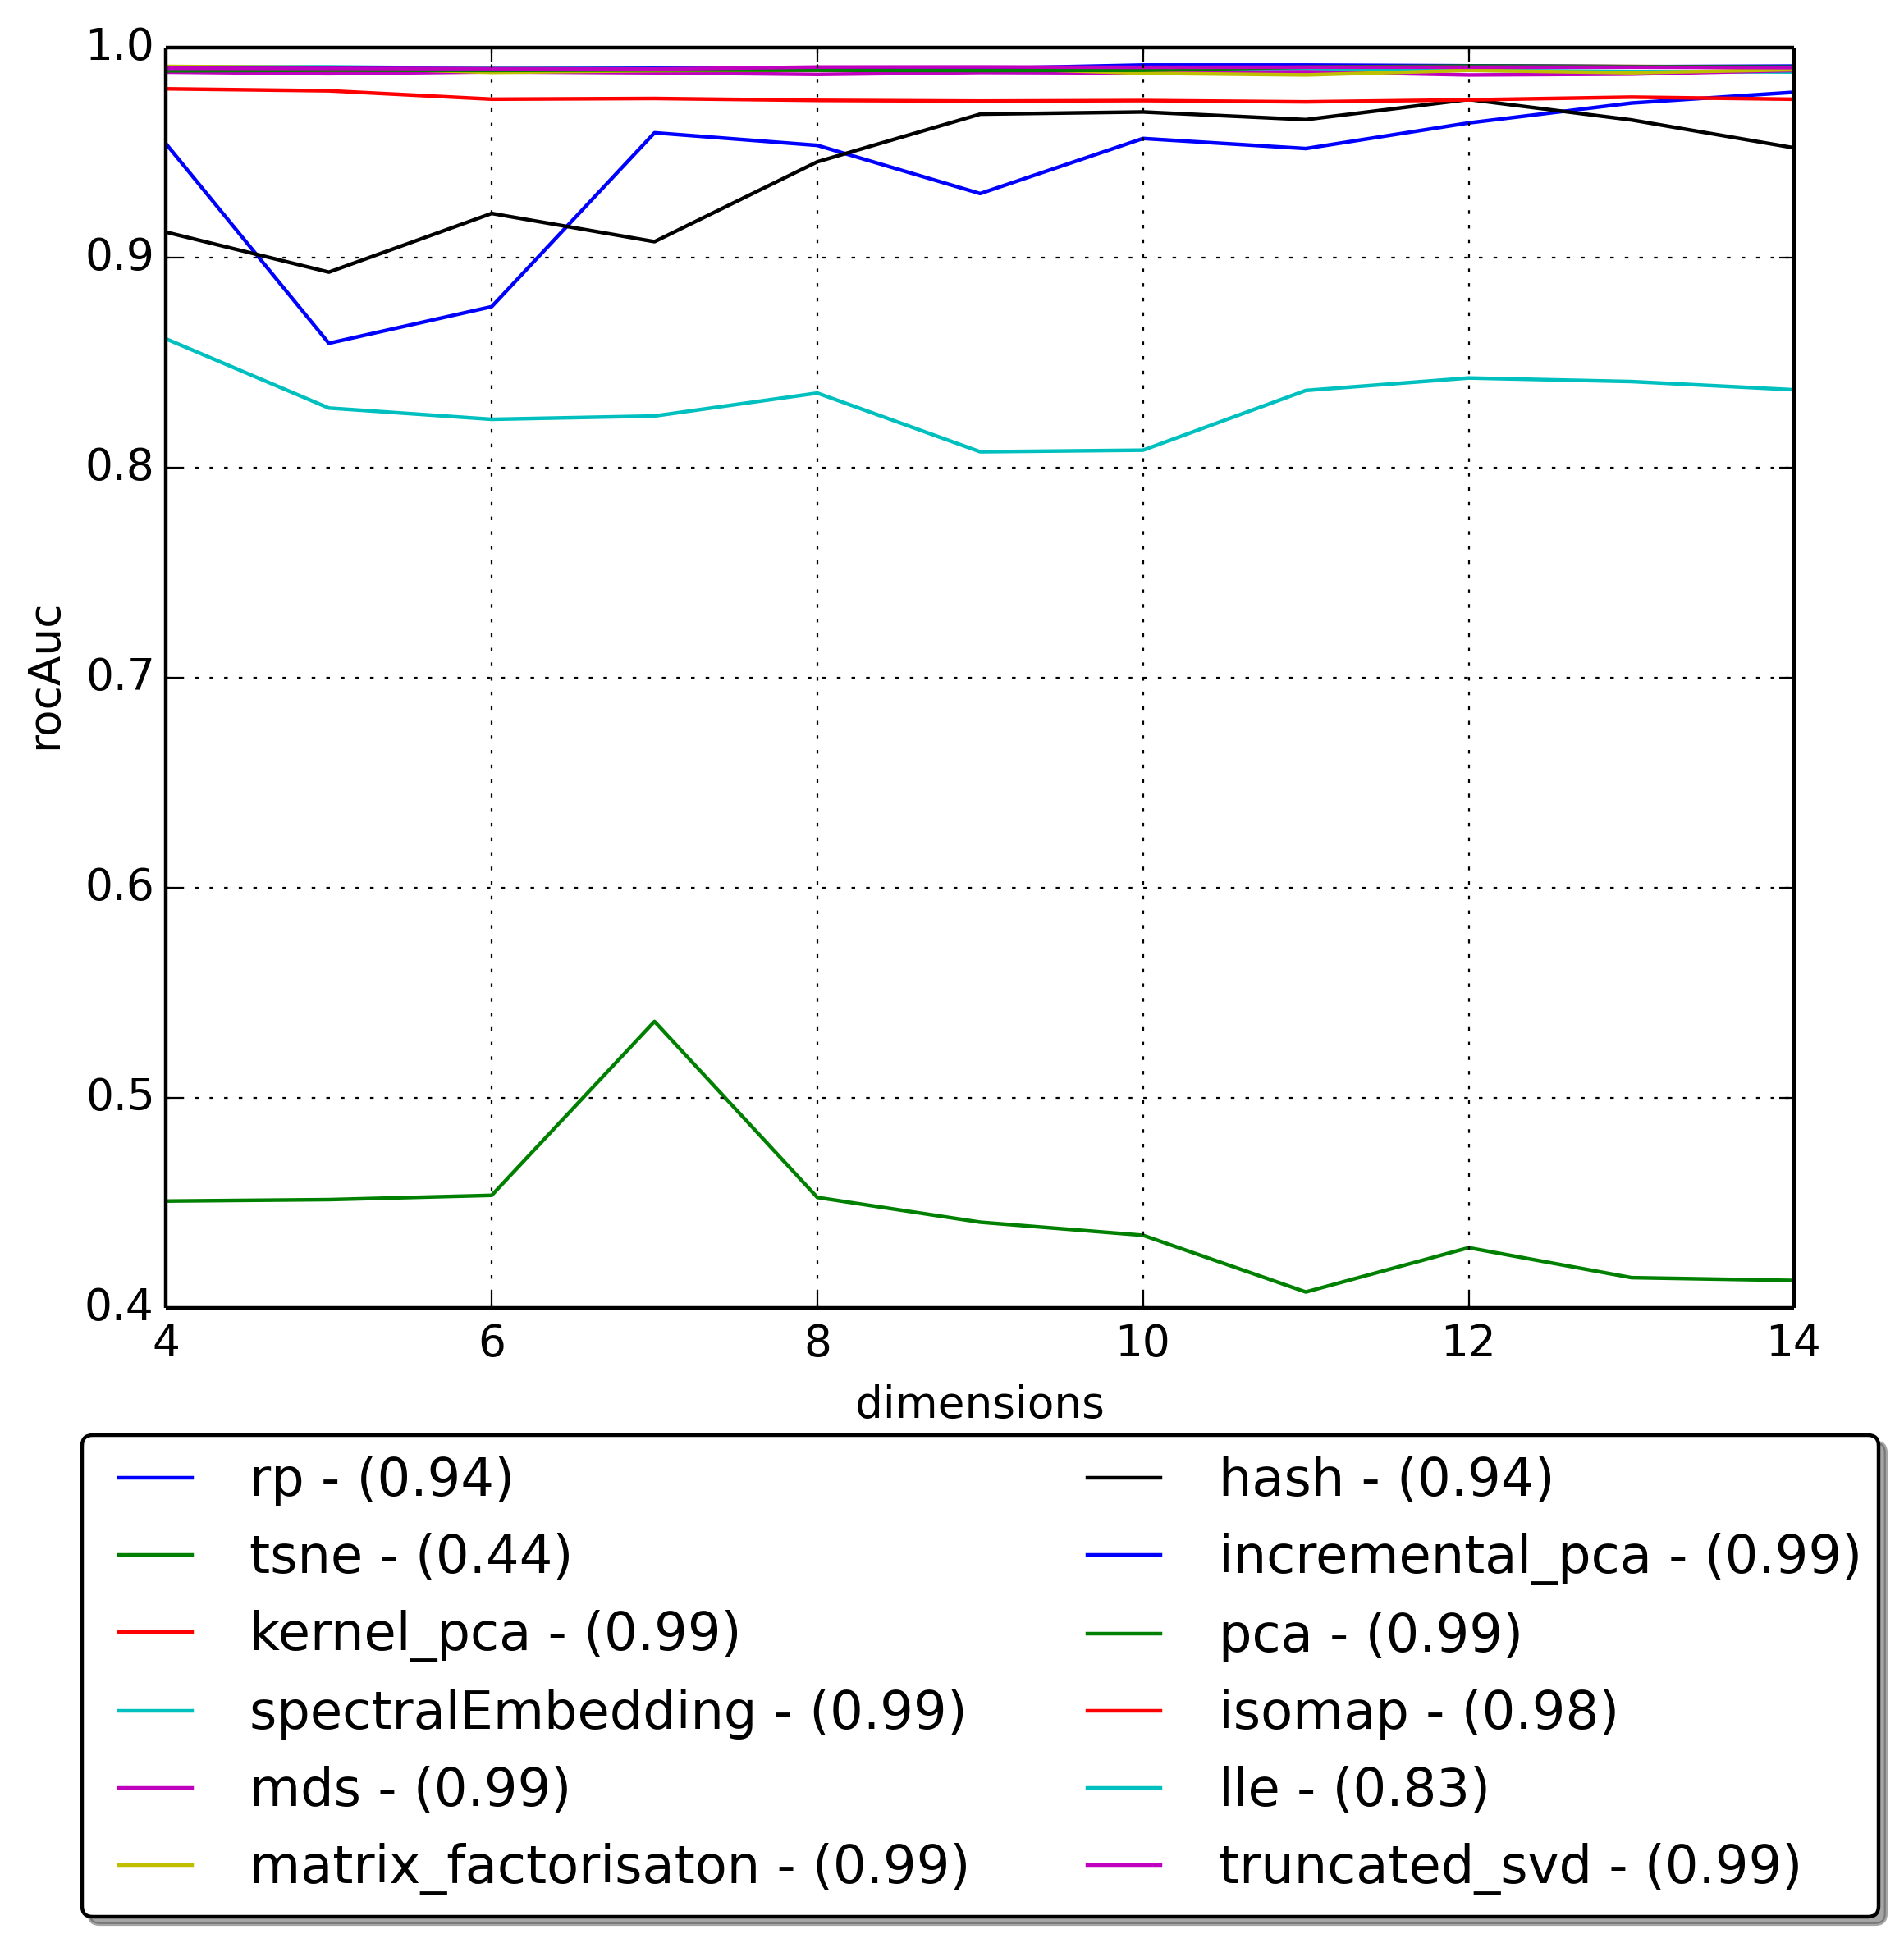 1.0
0.9
0.8
0.7
0.6
0.5
0.4
rocAuc
4 6 8 10 12 14
dimensions
rp - (0.94)
tsne - (0.44)
kernel_pca - (0.99)
spectralEmbedding - (0.99)
mds - (0.99)
matrix_factorisaton - (0.99)
hash - (0.94)
incremental_pca - (0.99)
pca - (0.99)
isomap - (0.98)
lle - (0.83)
truncated_svd - (0.99)